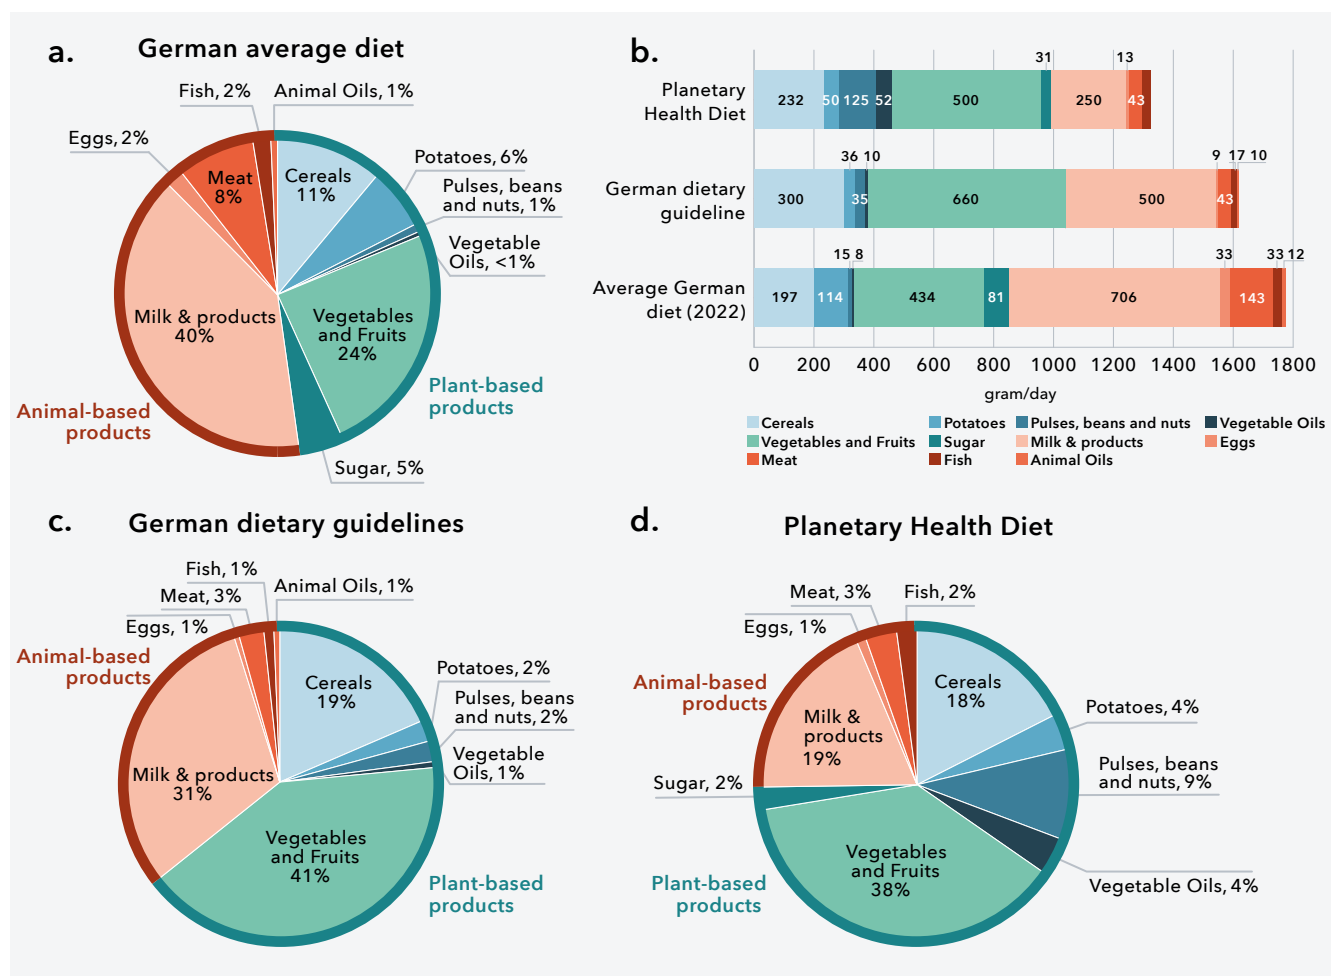 a.
German average diet
Fish, 2%
Animal Oils, 1%
Eggs, 2%
Meat
8%
Cereals
11%
Potatoes, 6%
Pulses, beans
and nuts, 1%
Vegetable
Oils, <1%
Milk & products
40%
Vegetables
and Fruits
24%
Animal-based
products
Plant-based
products
Sugar, 5%
b.
31
13
Planetary
Health Diet
232
50
125
52
500
250
43
36
10
9
17
10
German dietary
guideline
300
35
660
500
43
15
8
33
33
12
Average German
diet (2022)
197
114
434
81
706
143
0
200
400
600
800
1000
1200
1400
1600
1800
gram/day
Cereals
Potatoes
Pulses, beans and nuts
Vegetable Oils
Vegetables and Fruits
Sugar
Milk & products
Eggs
Meat
Fish
Animal Oils
c.
German dietary guidelines
Fish, 1%
Animal Oils, 1%
Meat, 3%
Eggs, 1%
Animal-based
products
Cereals
19%
Potatoes, 2%
Pulses, beans
and nuts, 2%
Vegetable
Oils, 1%
Milk & products
31%
Vegetables
and Fruits
41%
Plant-based
products
d.
Planetary Health Diet
Meat, 3%
Fish, 2%
Eggs, 1%
Animal-based
products
Cereals
18%
Potatoes, 4%
Milk &
products
19%
Pulses, beans
and nuts, 9%
Sugar, 2%
Vegetables
and Fruits
38%
Vegetable Oils, 4%
Plant-based
products